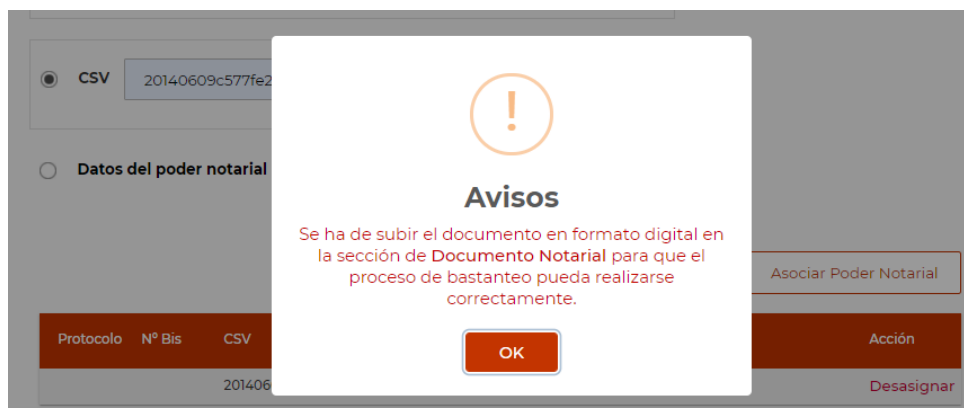 CSV
20140609c577fe2
Datos del poder notarial
!
Avisos
Se ha de subir el documento en formato digital en
la sección de Documento Notarial para que el
proceso de bastanteo pueda realizarse
correctamente.
OK
Asociar Poder Notarial
Protocolo Nº Bis CSV Acción
201406 Desasignar